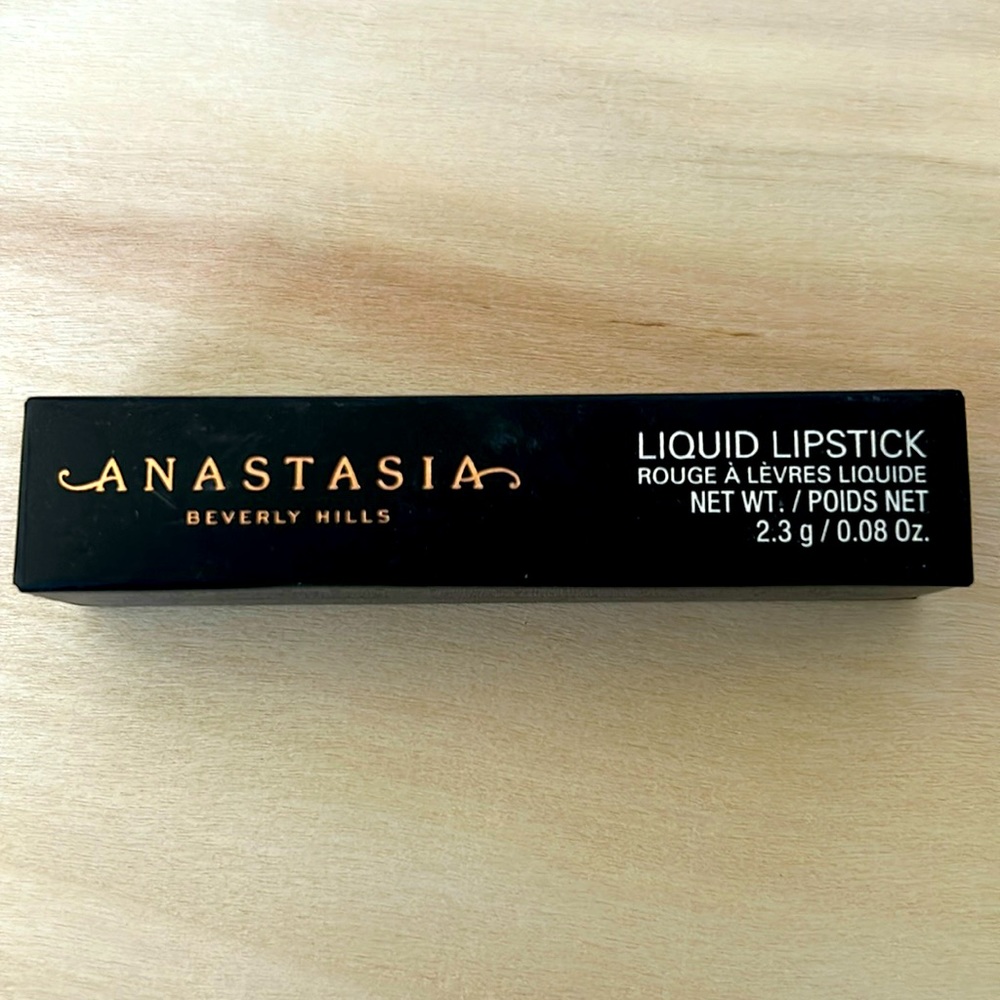 ANASTASIA
BEVERLY HILLS
LIQUID LIPSTICK
ROUGE À LÈVRES LIQUIDE
NET WT. / POIDS NET
2.3 g / 0.08 Oz.